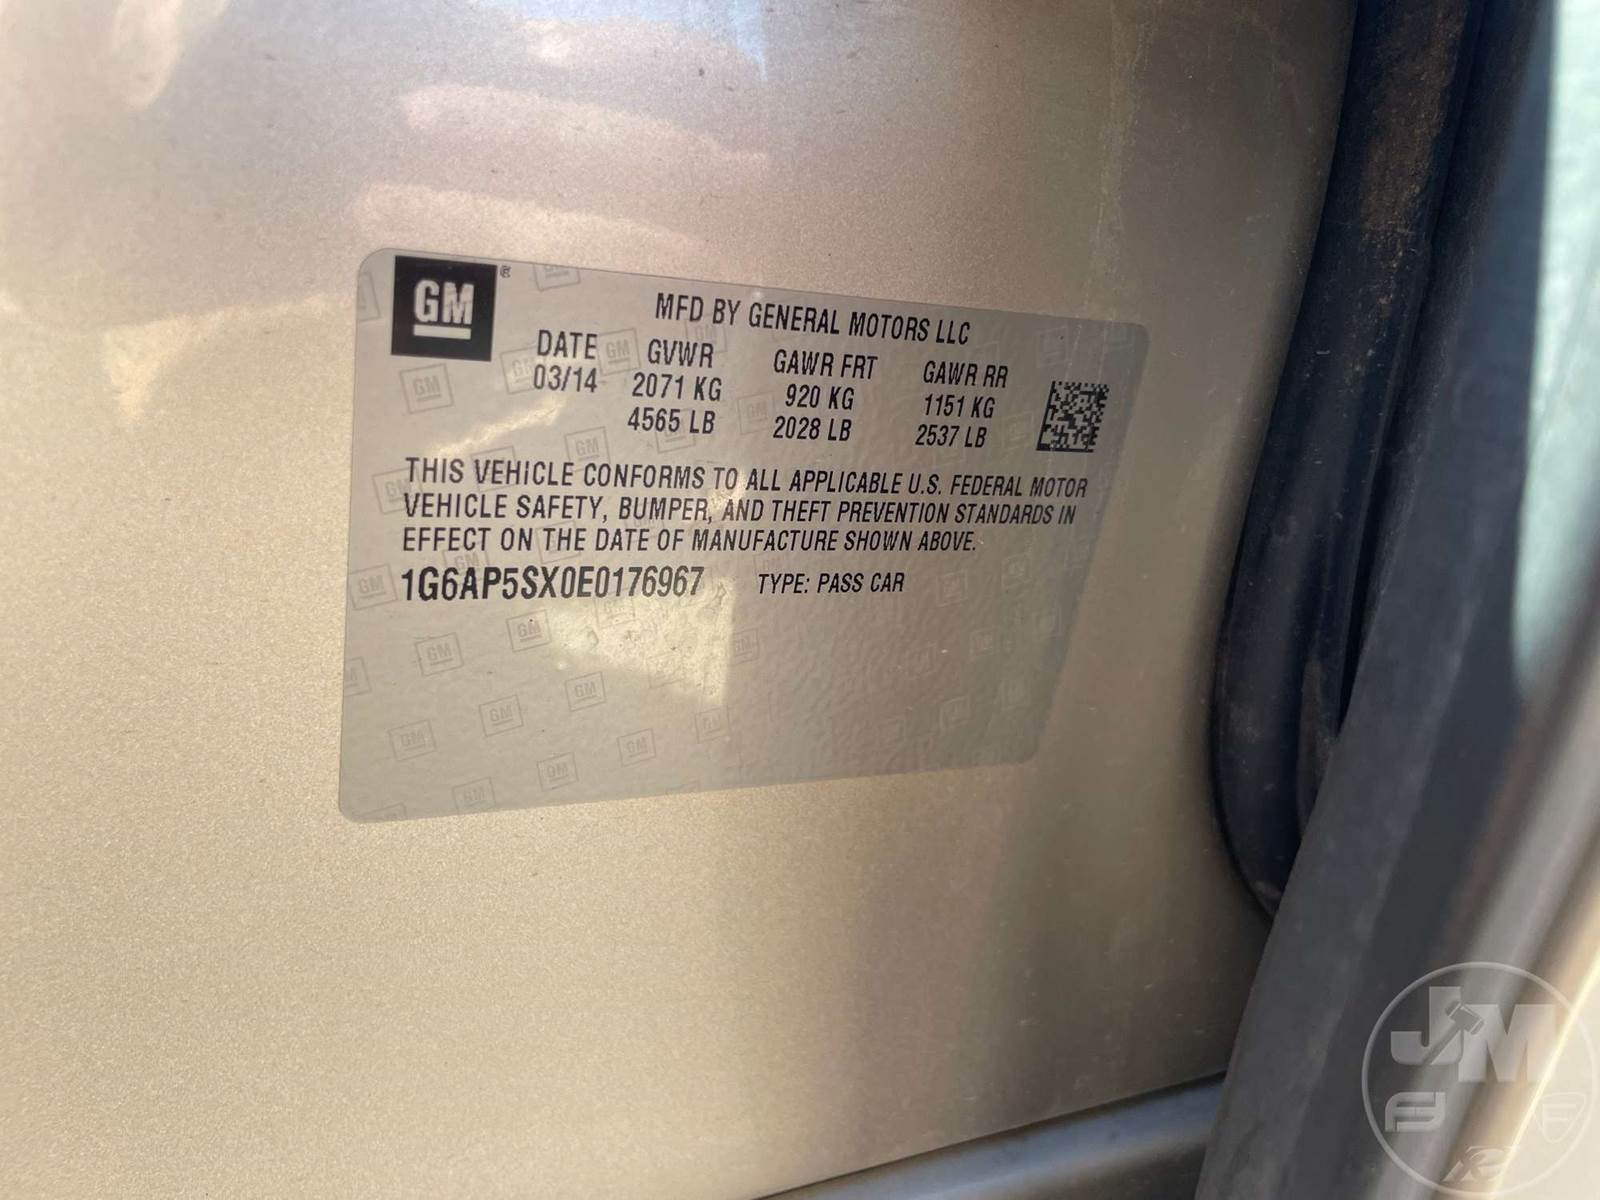 GM
MFD BY GENERAL MOTORS LLC
DATE GVWR GAWR FRT GAWR RR
03/14 2071 KG 920 KG 1151 KG
4565 LB 2028 LB 2537 LB
THIS VEHICLE CONFORMS TO ALL APPLICABLE U.S. FEDERAL MOTOR
VEHICLE SAFETY, BUMPER, AND THEFT PREVENTION STANDARDS IN
EFFECT ON THE DATE OF MANUFACTURE SHOWN ABOVE.
1G6AP5SX0E0176967 TYPE: PASS CAR
JM